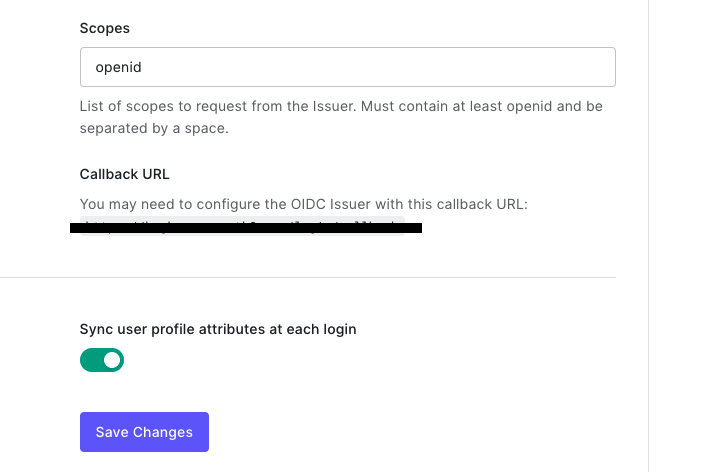 Scopes
openid
List of scopes to request from the Issuer. Must contain at least openid and be
separated by a space.
Callback URL
You may need to configure the OIDC Issuer with this callback URL:
Sync user profile attributes at each login
Save Changes